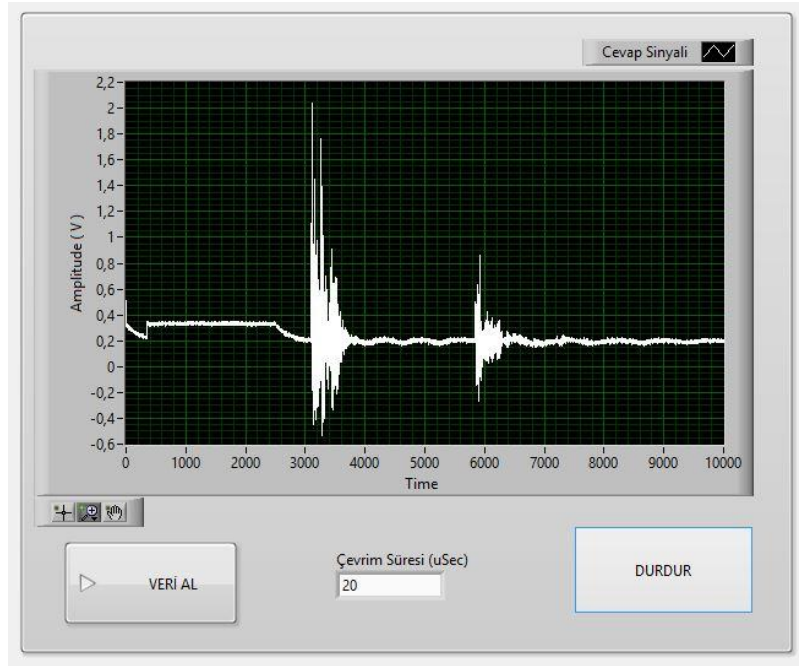 Cevap Sinyali
2,2
2
1,8
1,6
1,4
1,2
1
0,8
0,6
0,4
0,2
0
-0,2
-0,4
-0,6
Amplitude ( V )
0 1000 2000 3000 4000 5000 6000 7000 8000 9000 10000
Time
VERİ AL
Çevrim Süresi (uSec)
20
DURDUR